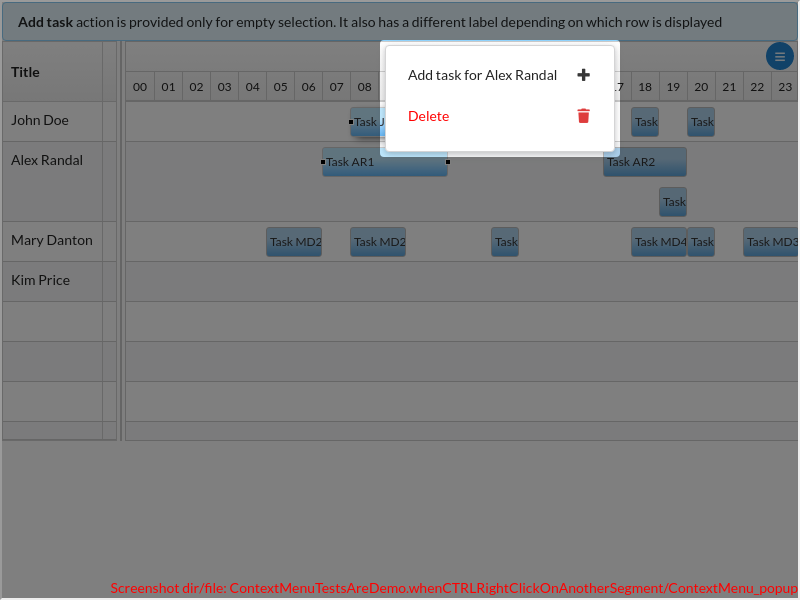 Add task action is provided only for empty selection. It also has a different label depending on which row is displayed
Title
00 01 02 03 04 05 06 07 08 17 18 19 20 21 22 23
Add task for Alex Randal
Delete
John Doe
Task J Task Task
Alex Randal
Task AR1 Task AR2
Task
Mary Danton
Task MD2 Task MD2 Task Task MD4 Task Task MD3
Kim Price
Screenshot dir/file: ContextMenuTestsAreDemo.whenCTRLRightClickOnAnotherSegment/ContextMenu_popup